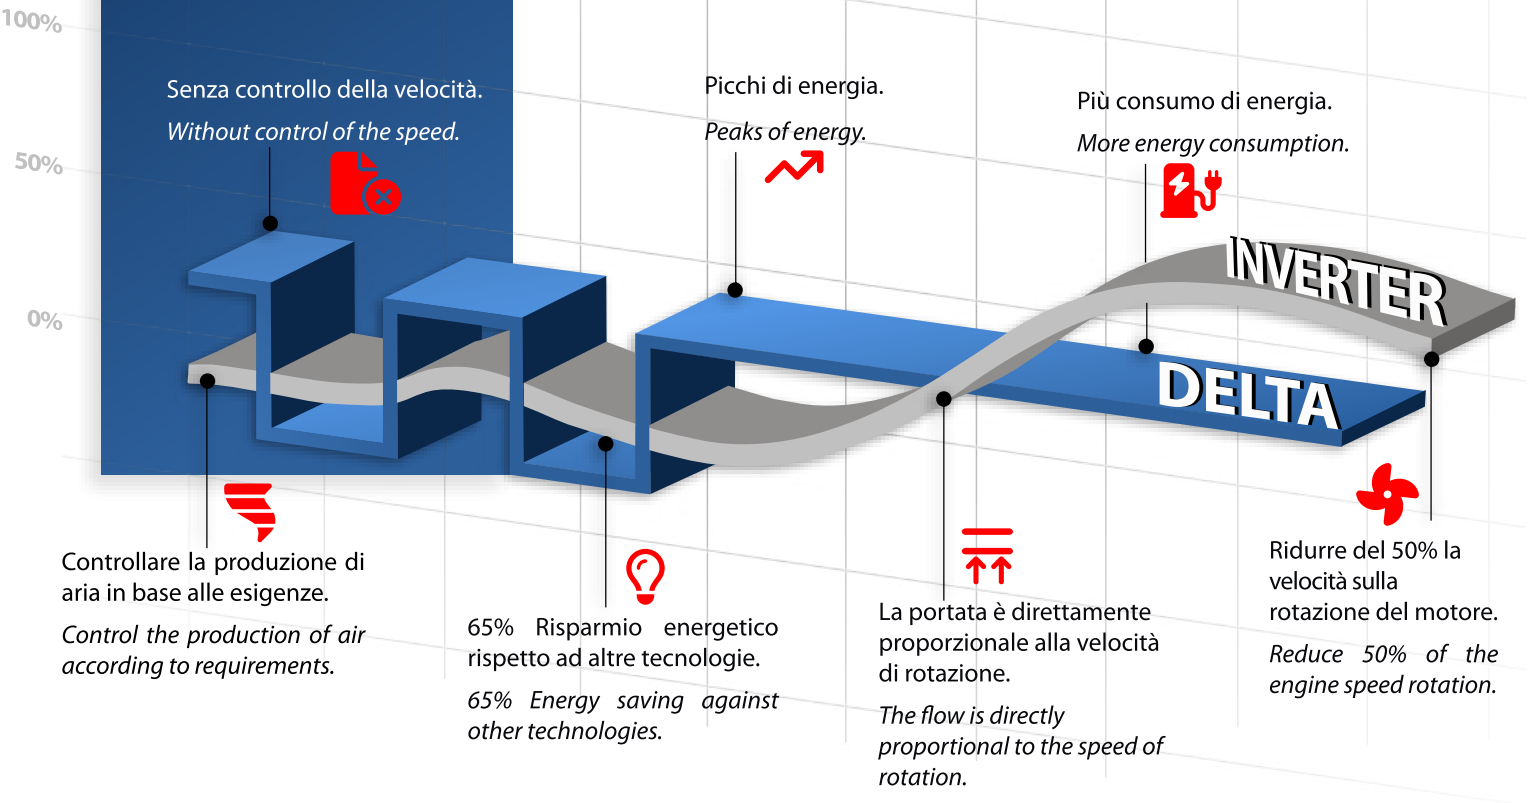 100%
50%
0%
Senza controllo della velocità.
Without control of the speed.
Picchi di energia.
Peaks of energy.
Più consumo di energia.
More energy consumption.
INVERTER
DELTA
Controllare la produzione di
aria in base alle esigenze.
Control the production of air
according to requirements.
65% Risparmio energetico
rispetto ad altre tecnologie.
65% Energy saving against
other technologies.
La portata è direttamente
proporzionale alla velocità
di rotazione.
The flow is directly
proportional to the speed of
rotation.
Ridurre del 50% la
velocità sulla
rotazione del motore.
Reduce 50% of the
engine speed rotation.